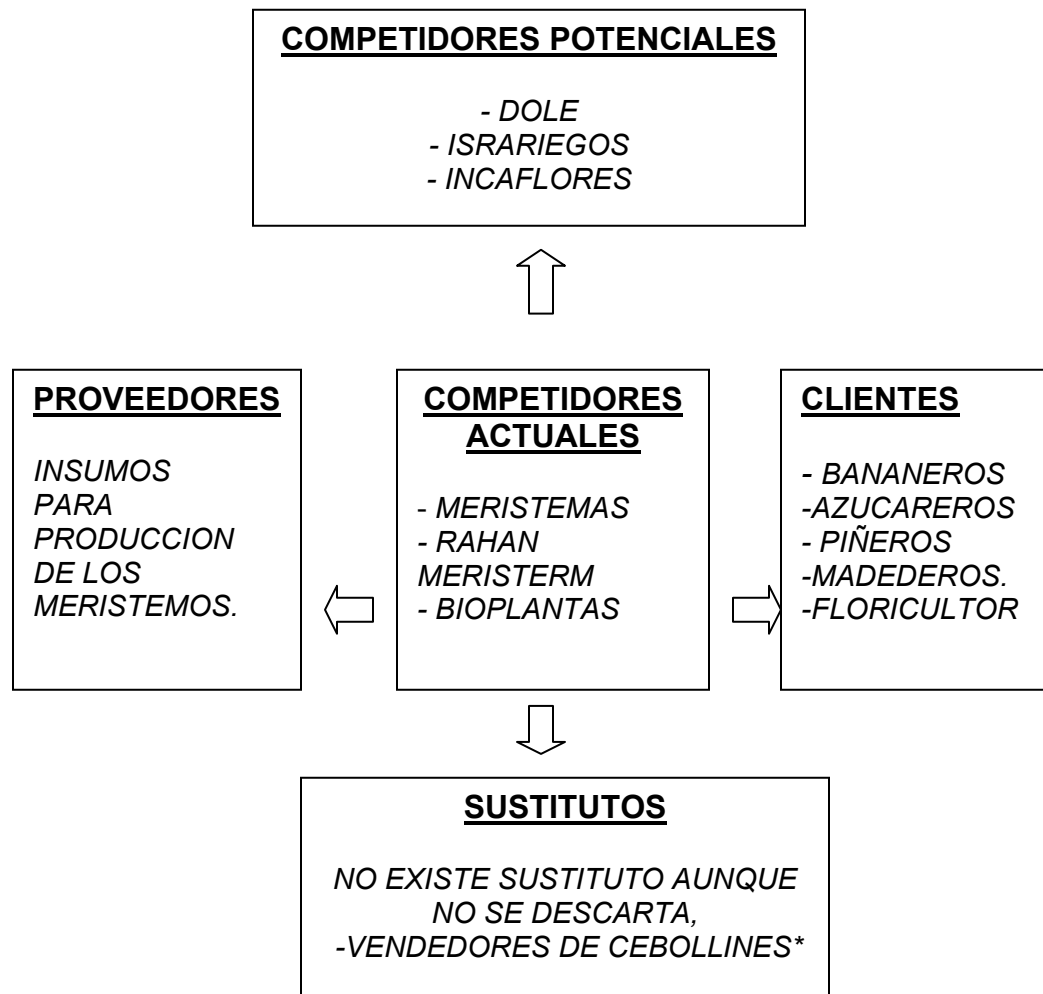 COMPETIDORES POTENCIALES
- DOLE
- ISRARIEGOS
- INCAFLORES
PROVEEDORES
INSUMOS
PARA
PRODUCCION
DE LOS
MERISTEMOS.
COMPETIDORES
ACTUALES
- MERISTEMAS
- RAHAN
MERISTERM
- BIOPLANTAS
CLIENTES
- BANANEROS
-AZUCAREROS
- PIÑEROS
-MADEDEROS.
-FLORICULTOR
SUSTITUTOS
NO EXISTE SUSTITUTO AUNQUE
NO SE DESCARTA,
-VENDEDORES DE CEBOLLINES*